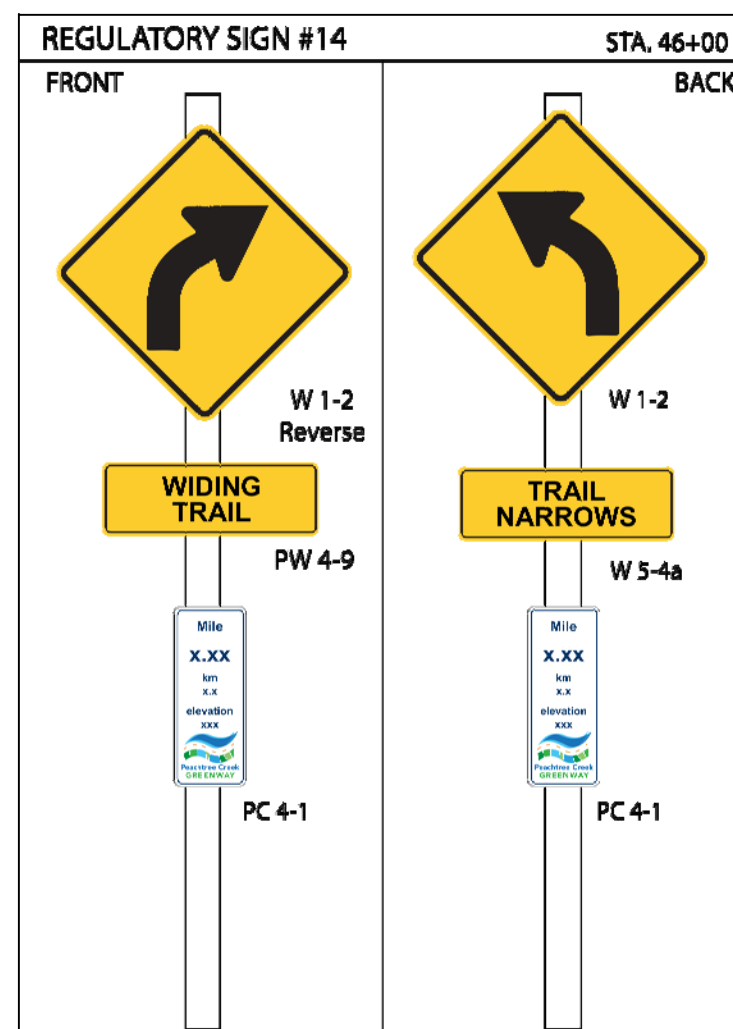 REGULATORY SIGN #14
STA. 46+00
FRONT
W 1-2
Reverse
WIDING
TRAIL
PW 4-9
Mile
x.xx
km
x.x
elevation
xxx
Peachtree Creek
GREENWAY
PC 4-1
BACK
W 1-2
TRAIL
NARROWS
W 5-4a
Mile
x.xx
km
x.x
elevation
xxx
Peachtree Creek
GREENWAY
PC 4-1